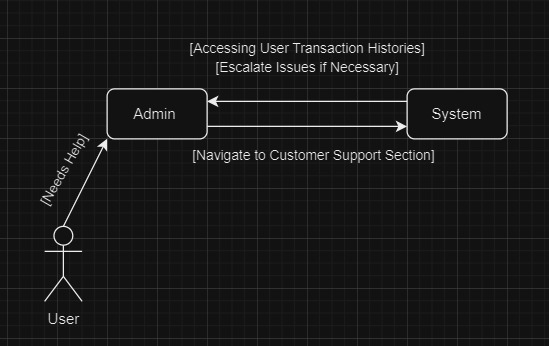 [Accessing User Transaction Histories]
[Escalate Issues if Necessary]
Admin
System
[Navigate to Customer Support Section]
[Needs Help]
User